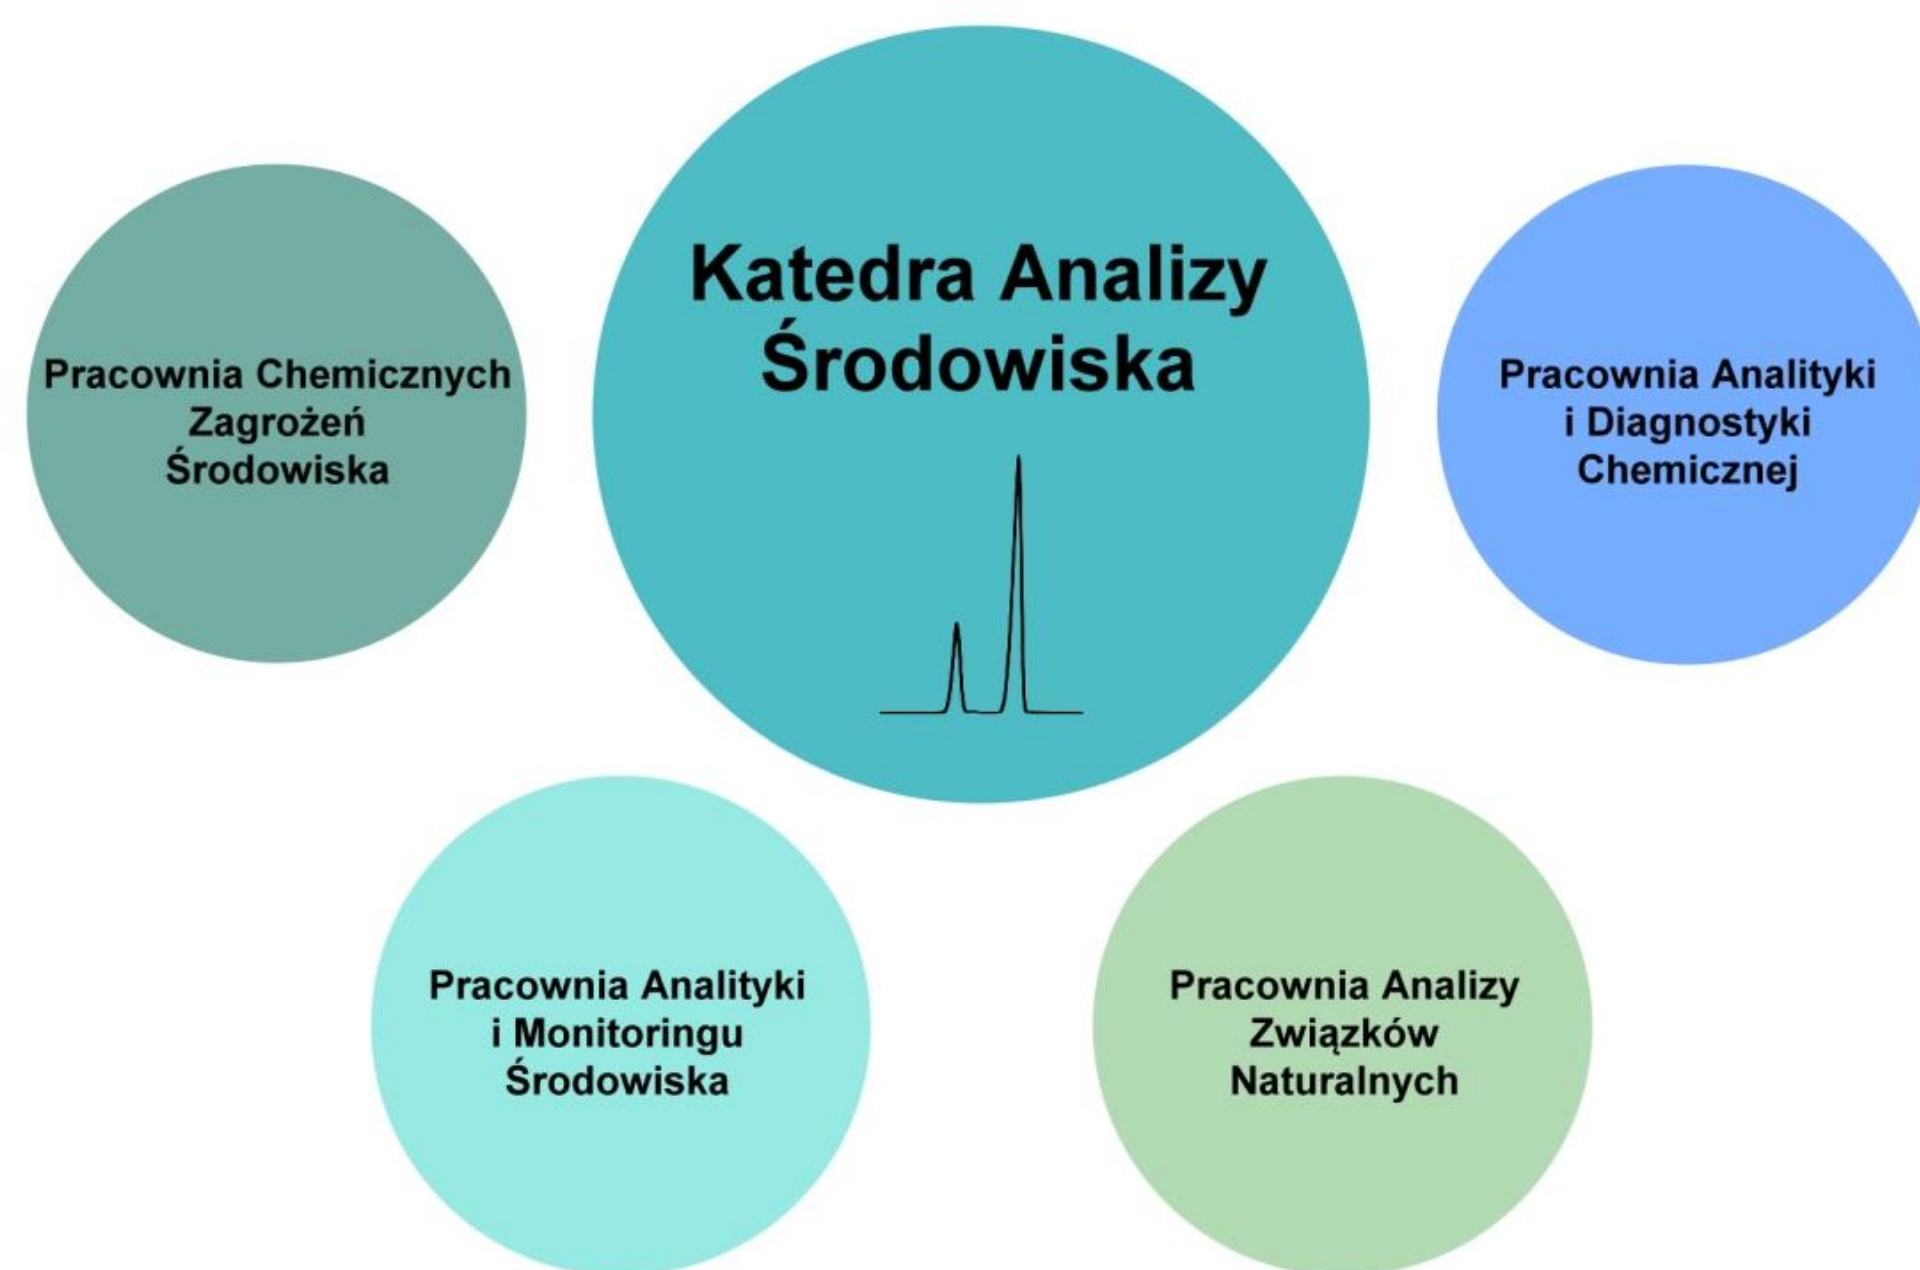 Katedra Analizy
Środowiska
Pracownia Chemicznych
Zagrożeń
Środowiska
Pracownia Analityki
i Diagnostyki
Chemicznej
Pracownia Analityki
i Monitoringu
Środowiska
Pracownia Analizy
Związków
Naturalnych